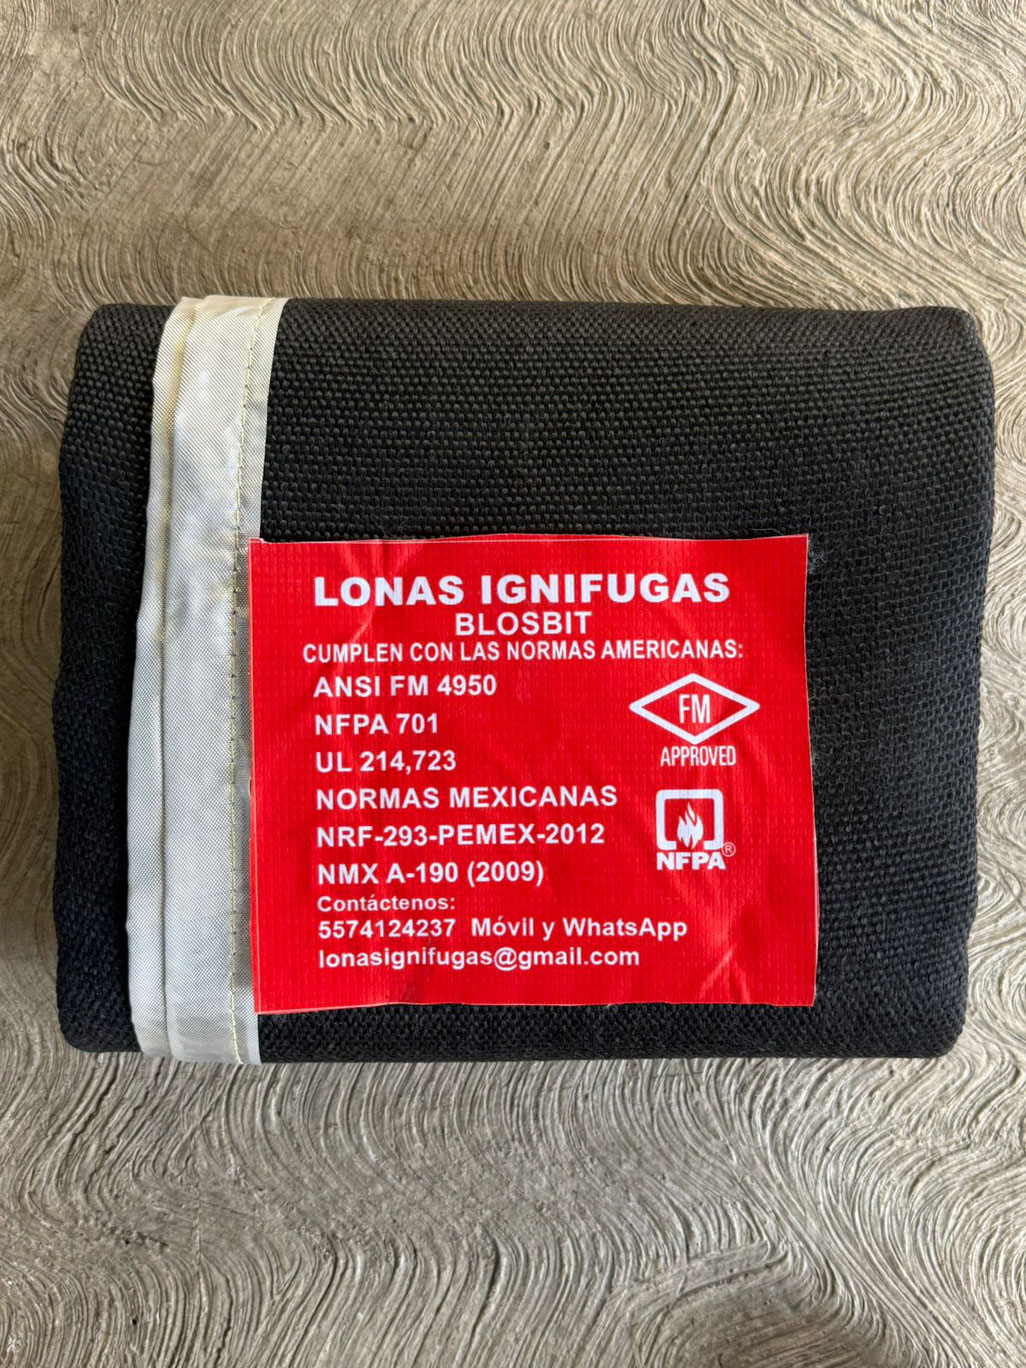 LONAS IGNIFUGAS
BLOSBIT
CUMPLEN CON LAS NORMAS AMERICANAS:
ANSI FM 4950
NFPA 701
UL 214,723
NORMAS MEXICANAS
NRF-293-PEMEX-2012
NMX A-190 (2009)
Contáctenos:
5574124237 Móvil y WhatsApp
lonasignifugas@gmail.com
FM
APPROVED
NFPA®